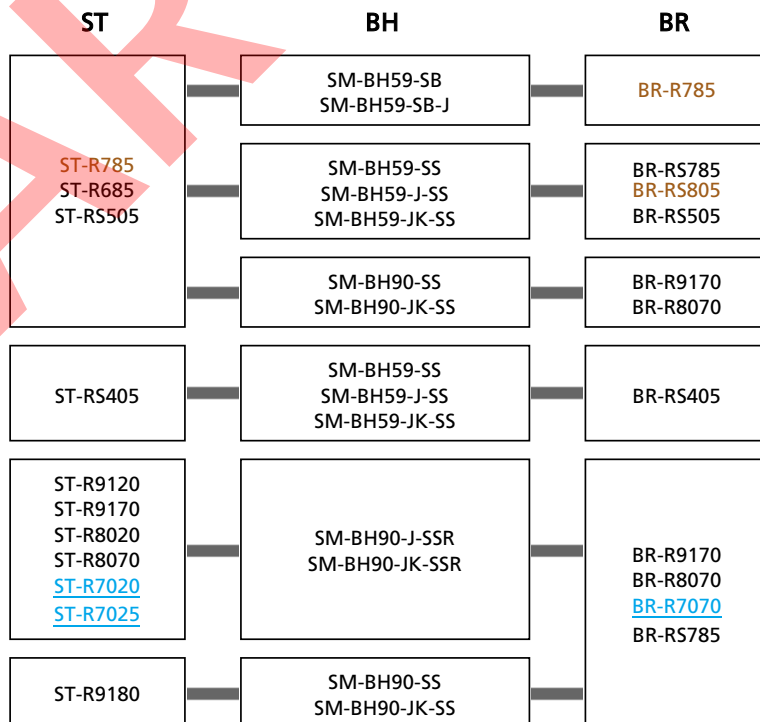 ST
BH
BR
SM-BH59-SB
SM-BH59-SB-J
BR-R785
ST-R785
ST-R685
ST-RS505
SM-BH59-SS
SM-BH59-J-SS
SM-BH59-JK-SS
BR-RS785
BR-RS805
BR-RS505
SM-BH90-SS
SM-BH90-JK-SS
BR-R9170
BR-R8070
ST-RS405
SM-BH59-SS
SM-BH59-J-SS
SM-BH59-JK-SS
BR-RS405
ST-R9120
ST-R9170
ST-R8020
ST-R8070
ST-R7020
ST-R7025
SM-BH90-J-SSR
SM-BH90-JK-SSR
BR-R9170
BR-R8070
BR-R7070
BR-RS785
ST-R9180
SM-BH90-SS
SM-BH90-JK-SS